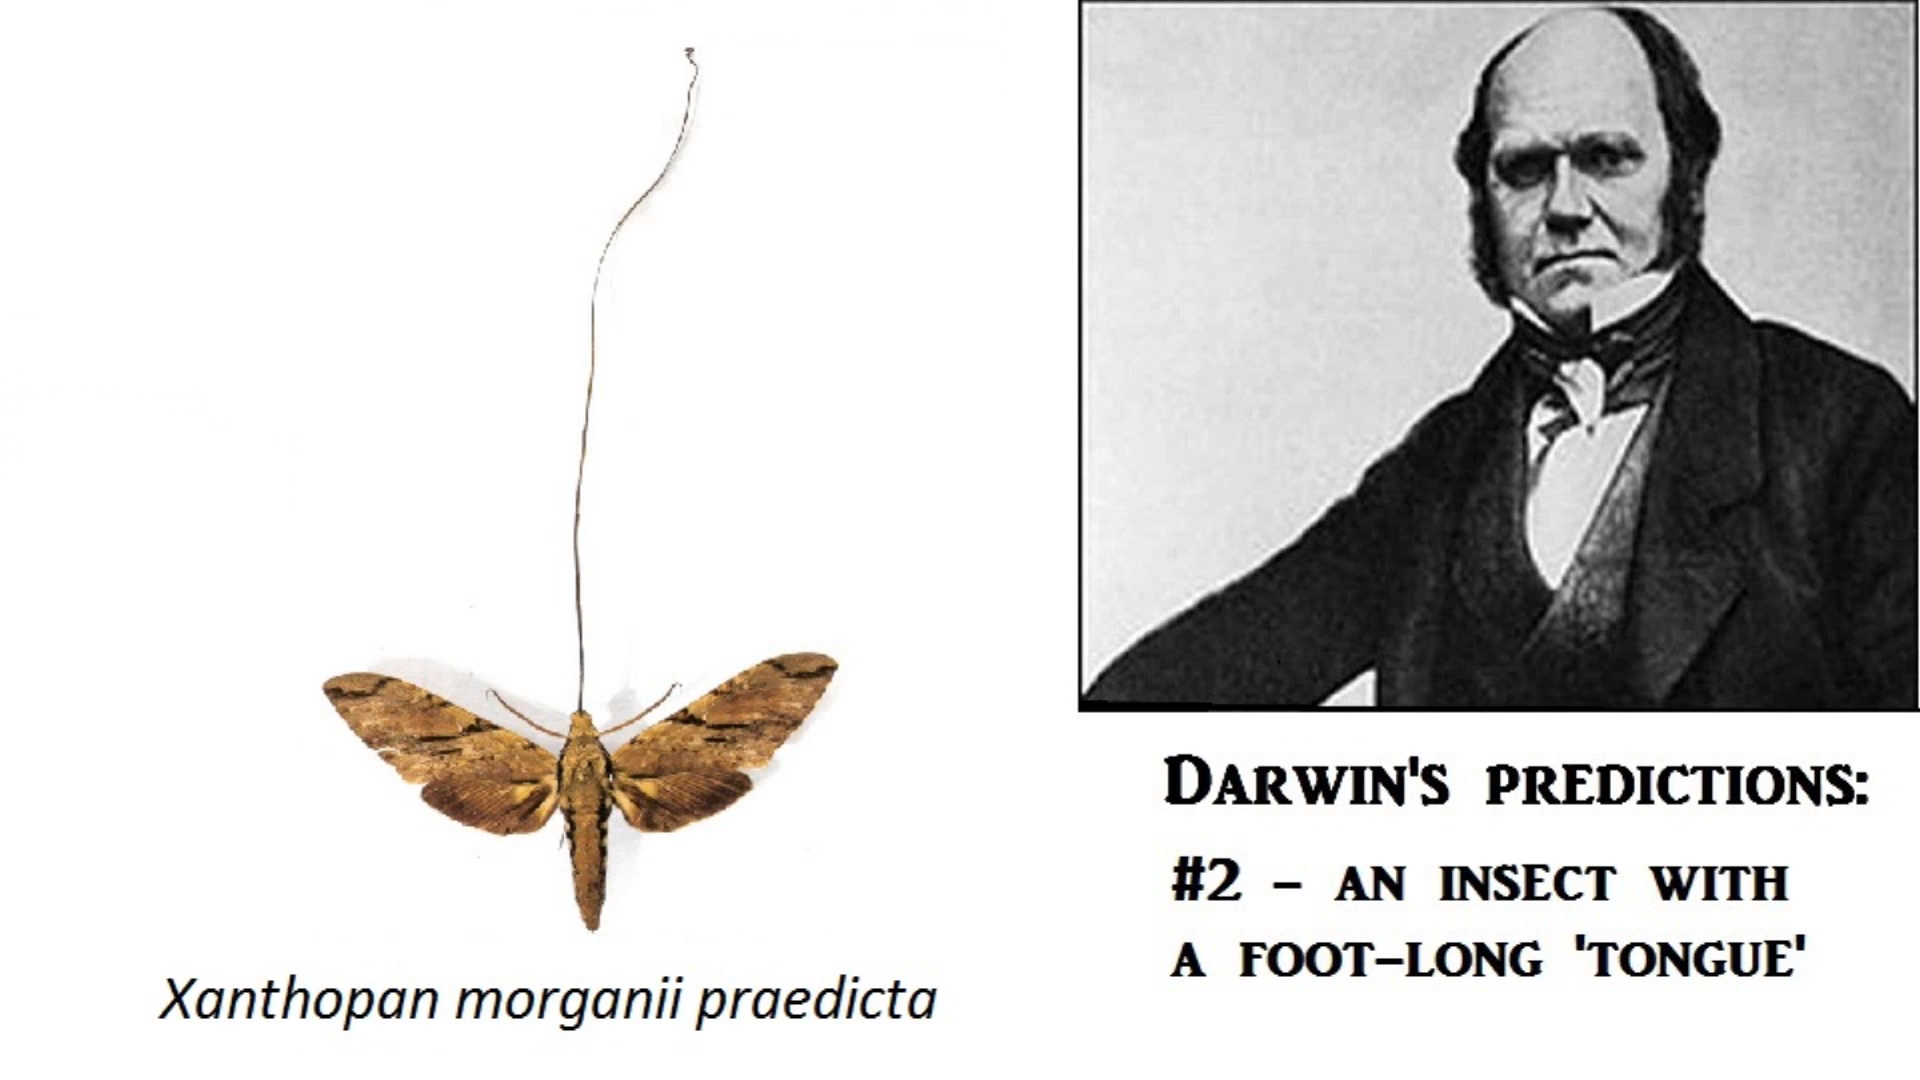 Xanthopan morganii praedicta
Darwin's predictions:
#2 – an insect with
a foot-long 'tongue'